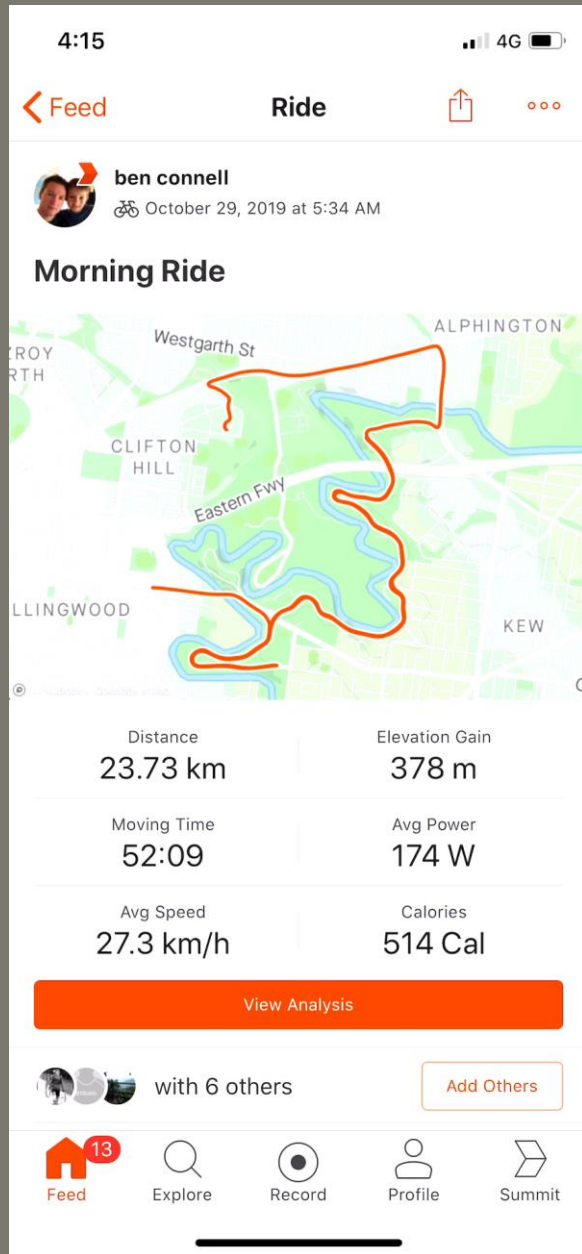 4:15
4G
Feed
Ride
ben connell
October 29, 2019 at 5:34 AM
Morning Ride
ALPHINGTON
Westgarth St
ROY
RTH
CLIFTON
HILL
Eastern Fwy
LLINGWOOD
KEW
Distance
Elevation Gain
23.73 km
378 m
Moving Time
Avg Power
52:09
174 W
Avg Speed
Calories
27.3 km/h
514 Cal
View Analysis
with 6 others
Add Others
13
Feed
Explore
Record
Profile
Summit